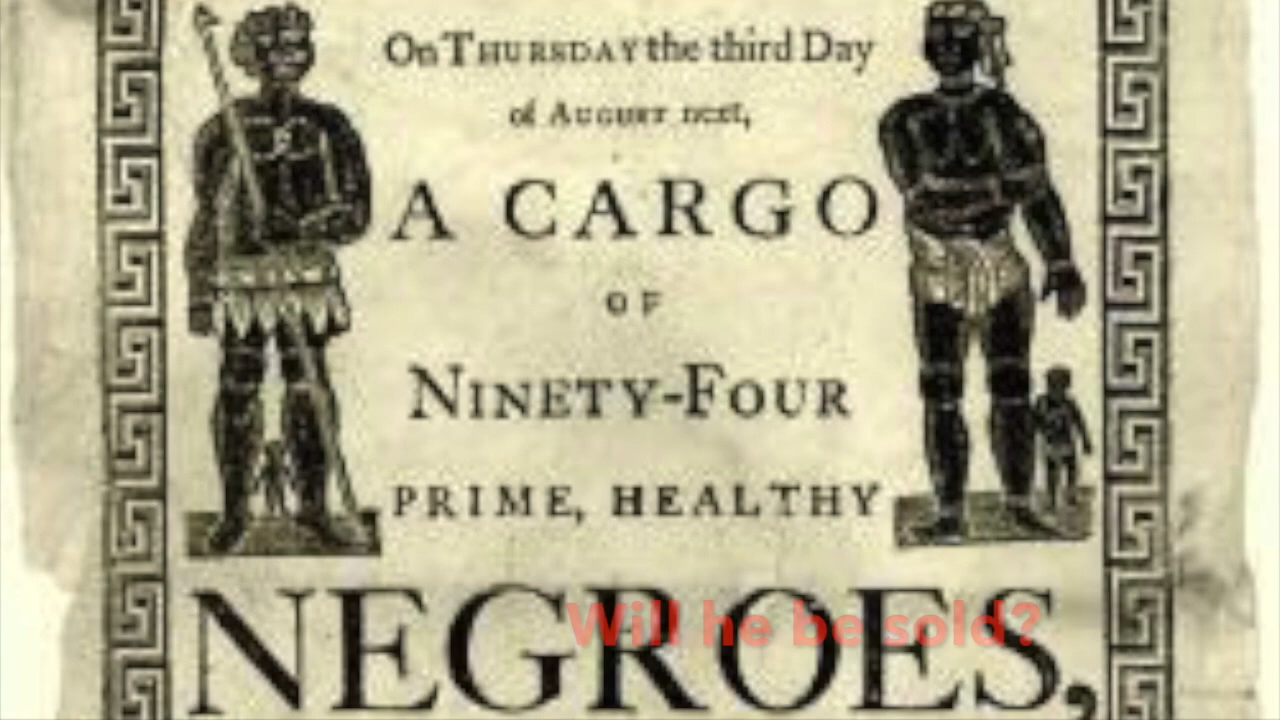 On THURSDAY the third Day
of AUGUST next,
A CARGO
OF
NINETY-FOUR
PRIME, HEALTHY
NEGROES,
Will he be sold?